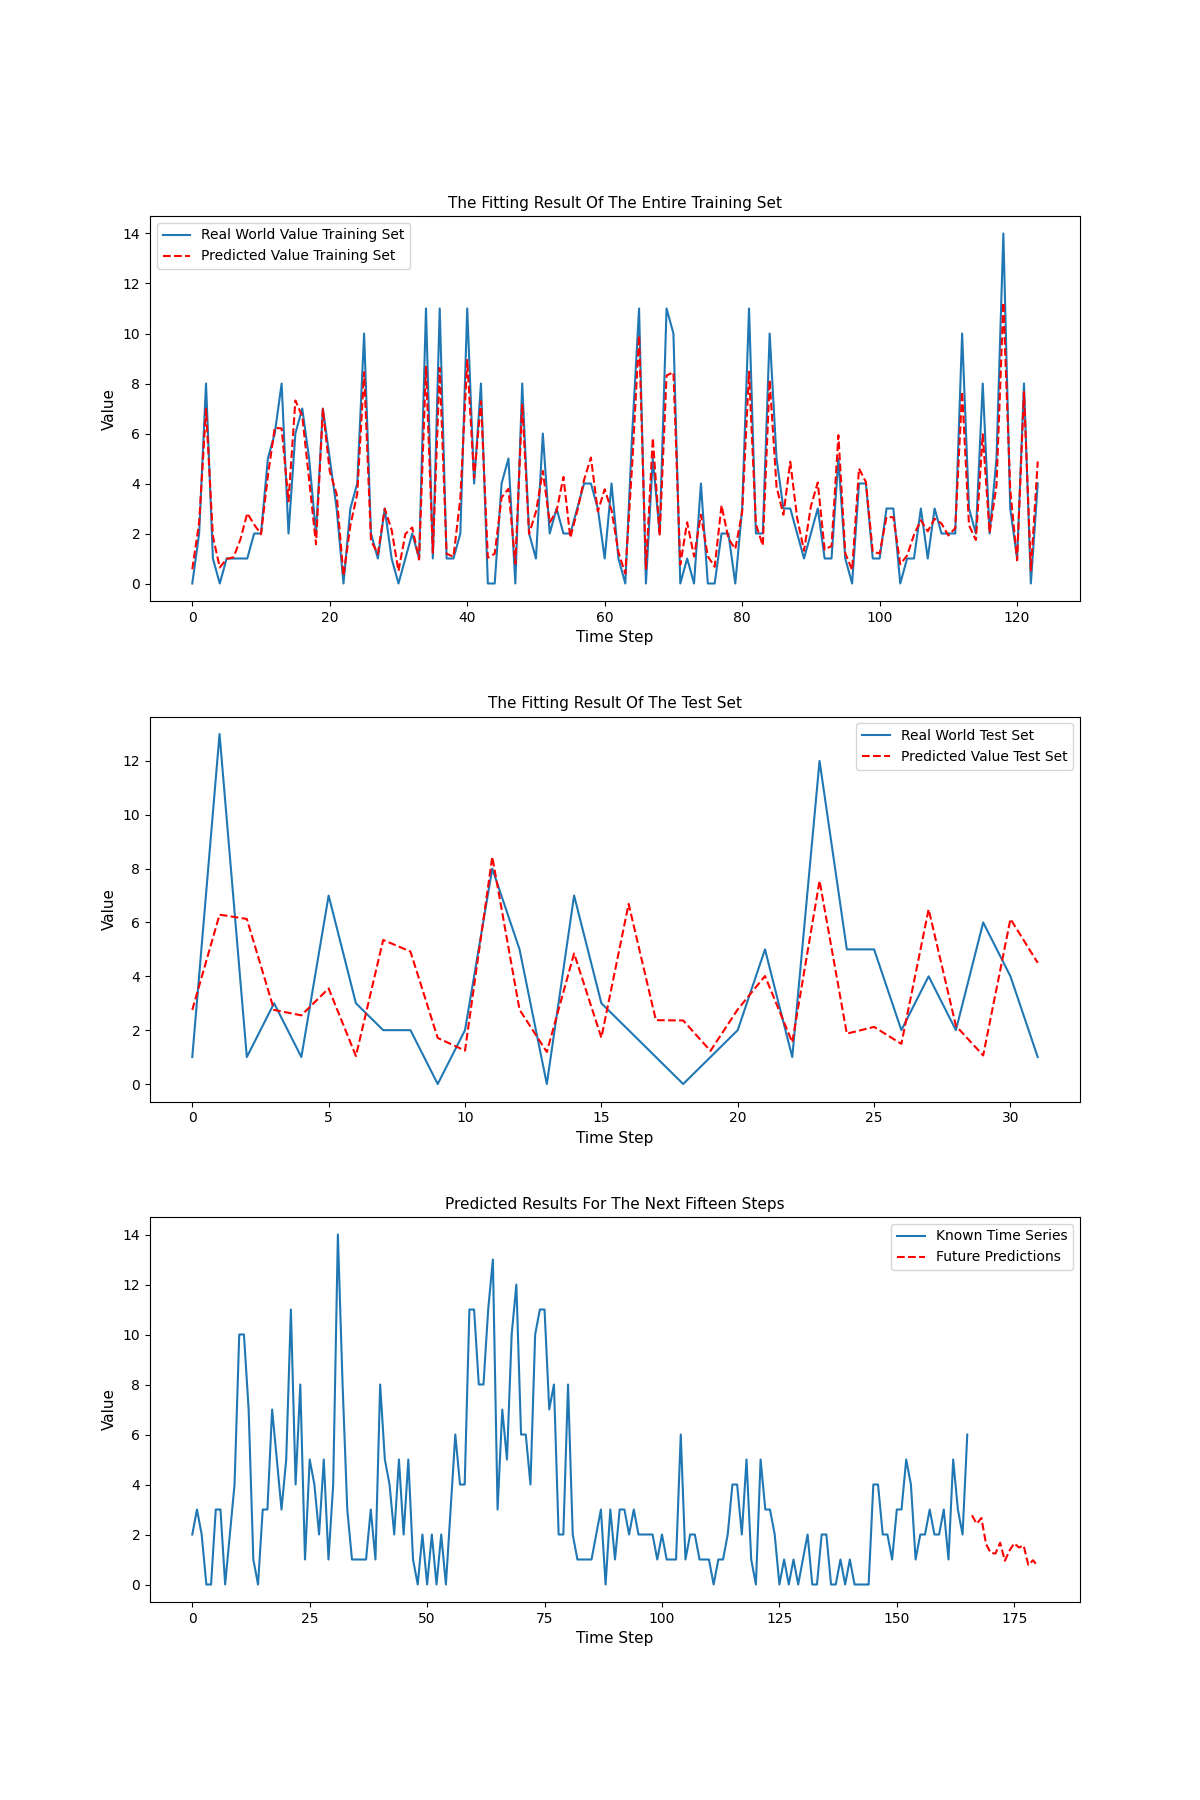 The Fitting Result Of The Entire Training Set
Real World Value Training Set
Predicted Value Training Set
Value
14
12
10
8
6
4
2
0
0 20 40 60 80 100 120
Time Step
The Fitting Result Of The Test Set
Real World Test Set
Predicted Value Test Set
Value
12
10
8
6
4
2
0
0 5 10 15 20 25 30
Time Step
Predicted Results For The Next Fifteen Steps
Known Time Series
Future Predictions
Value
14
12
10
8
6
4
2
0
0 25 50 75 100 125 150 175
Time Step